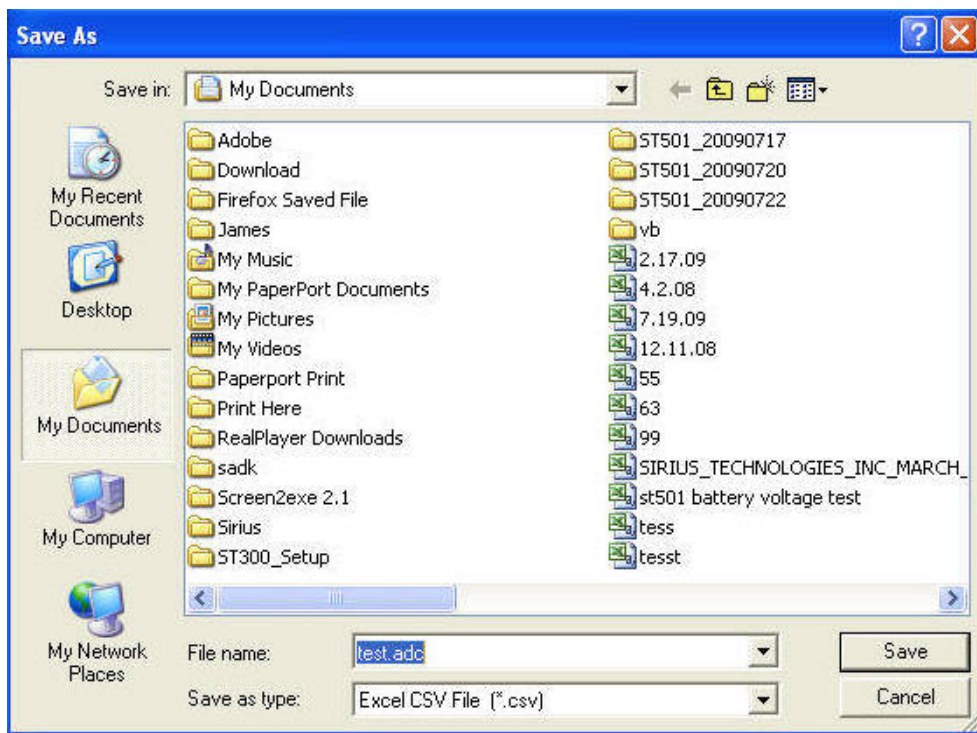 Save As
Save in: My Documents
My Recent
Documents
Desktop
My Documents
My Computer
My Network
Places
Adobe
Download
Firefox Saved File
James
My Music
My PaperPort Documents
My Pictures
My Videos
Paperport Print
Print Here
RealPlayer Downloads
sadk
Screen2exe 2.1
Sirius
ST300_Setup
ST501_20090717
ST501_20090720
ST501_20090722
vb
2.17.09
4.2.08
7.19.09
12.11.08
55
63
99
SIRIUS_TECHNOLOGIES_INC_MARCH_
st501 battery voltage test
tess
tesst
File name: test.adc
Save
Save as type: Excel CSV File (*.csv)
Cancel